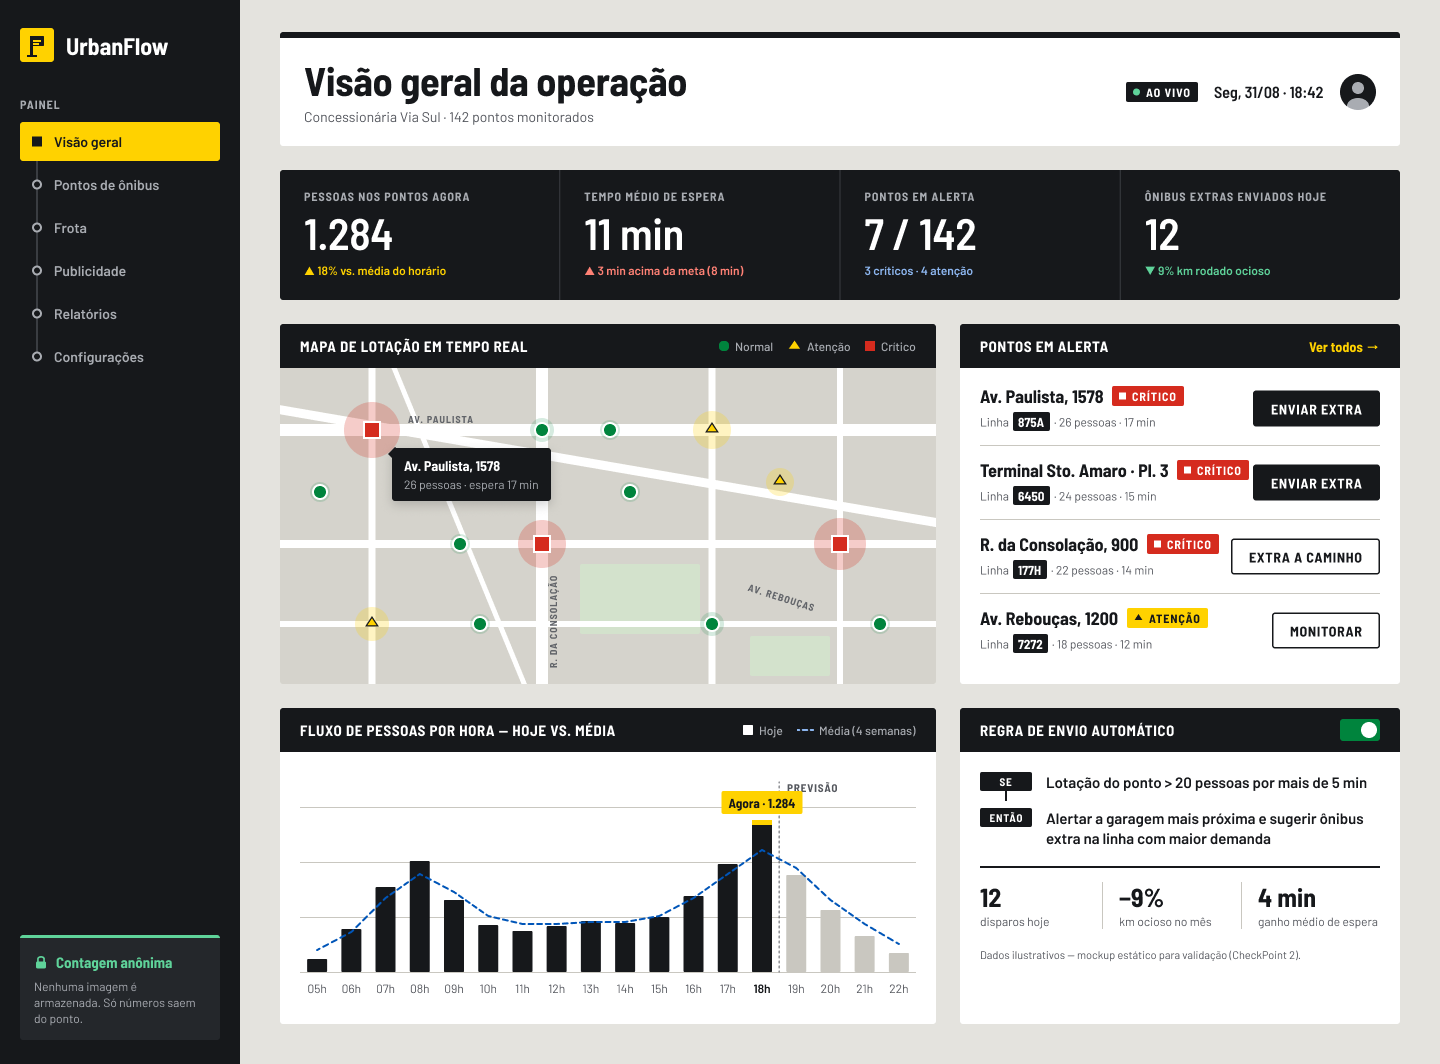 UrbanFlow
PAINEL
Visão geral
Pontos de ônibus
Frota
Publicidade
Relatórios
Configurações
Contagem anônima
Nenhuma imagem é
armazenada. Só números saem
do ponto.
Visão geral da operação
Concessionária Via Sul · 142 pontos monitorados
AO VIVO
Seg, 31/08 · 18:42
PESSOAS NOS PONTOS AGORA
1.284
▲ 18% vs. média do horário
TEMPO MÉDIO DE ESPERA
11 min
▲ 3 min acima da meta (8 min)
PONTOS EM ALERTA
7 / 142
3 críticos · 4 atenção
ÔNIBUS EXTRAS ENVIADOS HOJE
12
▼ 9% km rodado ocioso
MAPA DE LOTAÇÃO EM TEMPO REAL
Normal
Atenção
Crítico
AV. PAULISTA
Av. Paulista, 1578
26 pessoas · espera 17 min
R. DA CONSOLAÇÃO
AV. REBOUÇAS
PONTOS EM ALERTA
Ver todos →
Av. Paulista, 1578 CRÍTICO
Linha 875A · 26 pessoas · 17 min
ENVIAR EXTRA
Terminal Sto. Amaro · Pl. 3 CRÍTICO
Linha 6450 · 24 pessoas · 15 min
ENVIAR EXTRA
R. da Consolação, 900 CRÍTICO
Linha 177H · 22 pessoas · 14 min
EXTRA A CAMINHO
Av. Rebouças, 1200 ATENÇÃO
Linha 7272 · 18 pessoas · 12 min
MONITORAR
FLUXO DE PESSOAS POR HORA — HOJE VS. MÉDIA
Hoje
Média (4 semanas)
PREVISÃO
Agora · 1.284
05h 06h 07h 08h 09h 10h 11h 12h 13h 14h 15h 16h 17h 18h 19h 20h 21h 22h
REGRA DE ENVIO AUTOMÁTICO
SE
Lotação do ponto > 20 pessoas por mais de 5 min
ENTÃO
Alertar a garagem mais próxima e sugerir ônibus
extra na linha com maior demanda
12
disparos hoje
−9%
km ocioso no mês
4 min
ganho médio de espera
Dados ilustrativos — mockup estático para validação (CheckPoint 2).